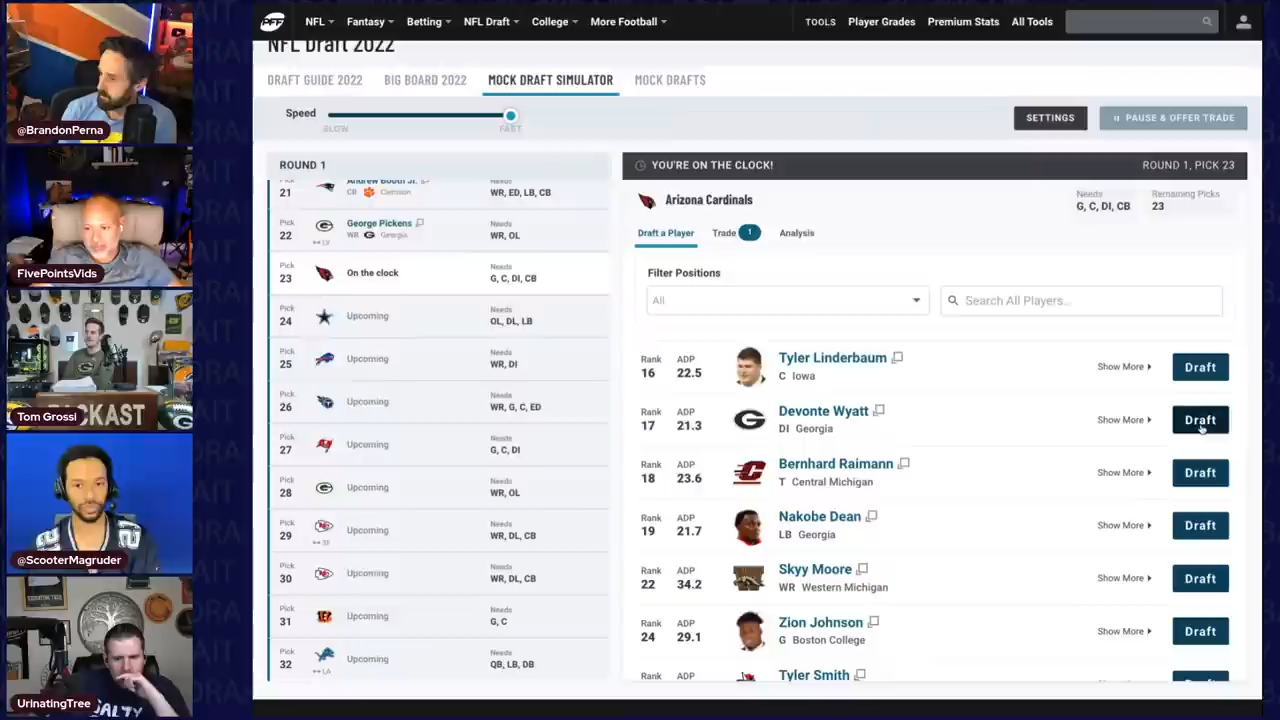 PFF
NFL
Fantasy
Betting
NFL Draft
College
More Football
TOOLS
Player Grades
Premium Stats
All Tools
NFL Draft 2022
DRAFT GUIDE 2022
BIG BOARD 2022
MOCK DRAFT SIMULATOR
MOCK DRAFTS
Speed
SLOW
FAST
SETTINGS
PAUSE & OFFER TRADE
ROUND 1
Pick 21
Andrew Booth Jr.
CB Clemson
WR, ED, LB, CB
Pick 22
LV
George Pickens
WR Georgia
Needs
WR, OL
Pick 23
On the clock
Needs
G, C, DI, CB
Pick 24
Upcoming
Needs
OL, DL, LB
Pick 25
Upcoming
Needs
WR, DI
Pick 26
Upcoming
Needs
WR, G, C, ED
Pick 27
Upcoming
Needs
G, C, DI
Pick 28
Upcoming
Needs
WR, OL
Pick 29
SF
Upcoming
Needs
WR, DL, CB
Pick 30
Upcoming
Needs
WR, DL, CB
Pick 31
Upcoming
Needs
G, C
Pick 32
LA
Upcoming
Needs
QB, LB, DB
YOU'RE ON THE CLOCK!
ROUND 1, PICK 23
Arizona Cardinals
Needs
G, C, DI, CB
Remaining Picks
23
Draft a Player
Trade 1
Analysis
Filter Positions
All
Search All Players...
Rank 16
ADP 22.5
Tyler Linderbaum
C Iowa
Show More
Draft
Rank 17
ADP 21.3
Devonte Wyatt
DI Georgia
Show More
Draft
Rank 18
ADP 23.6
Bernhard Raimann
T Central Michigan
Show More
Draft
Rank 19
ADP 21.7
Nakobe Dean
LB Georgia
Show More
Draft
Rank 22
ADP 34.2
Skyy Moore
WR Western Michigan
Show More
Draft
Rank 24
ADP 29.1
Zion Johnson
G Boston College
Show More
Draft
Rank
ADP
Tyler Smith
@BrandonPerna
FivePointsVids
Tom Grossi
@ScooterMagruder
UrinatingTree